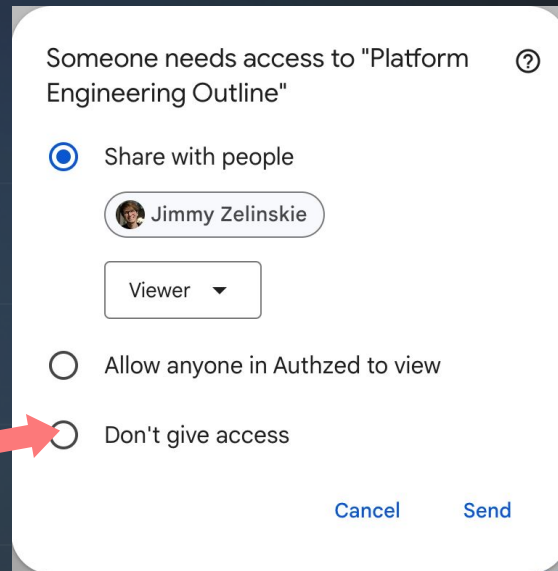 Someone needs access to "Platform
Engineering Outline"
Share with people
Jimmy Zelinskie
Viewer
Allow anyone in Authzed to view
Don't give access
Cancel Send